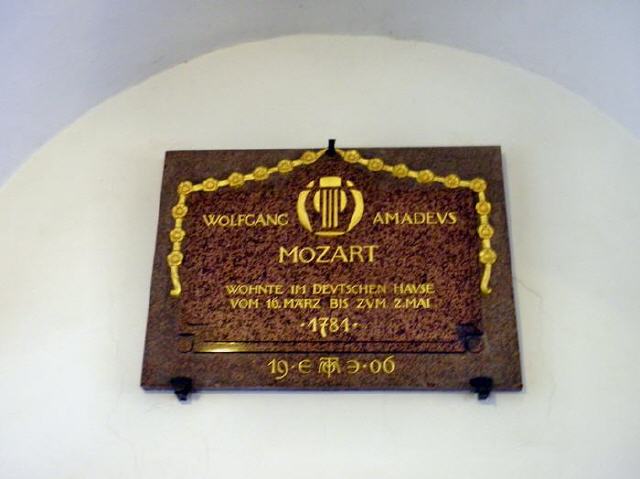 WOLFGANG AMADEVS
MOZART
WOHNTE IM DEVTSCHEN HAVSE
VOM 16. MÄRZ BIS ZVM 2. MAI
·1781·
19·E M Э·06